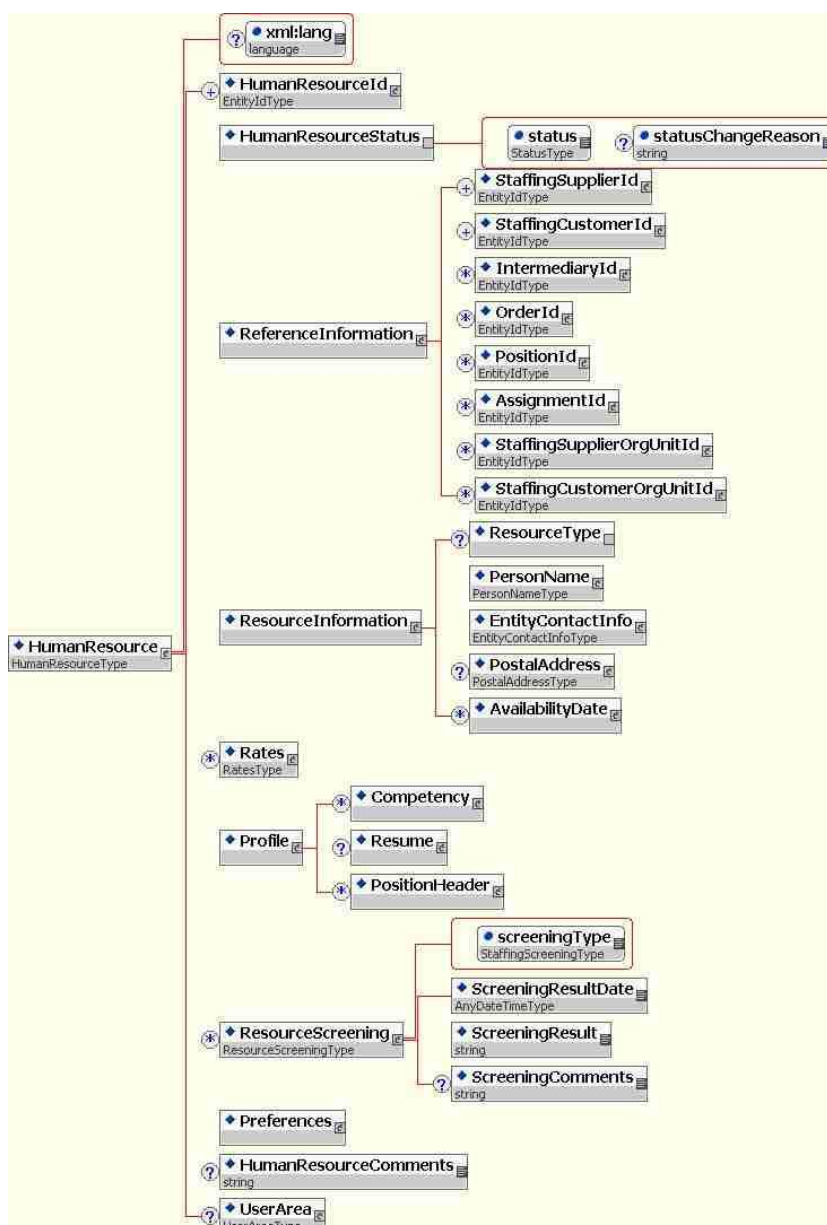 ? xml:lang
language
HumanResourceId
+ EntityIdType
HumanResourceStatus
status
StatusType
? statusChangeReason
string
StaffingSupplierId
+ EntityIdType
StaffingCustomerId
+ EntityIdType
* IntermediaryId
EntityIdType
* OrderId
EntityIdType
ReferenceInformation
* PositionId
EntityIdType
* AssignmentId
EntityIdType
* StaffingSupplierOrgUnitId
EntityIdType
* StaffingCustomerOrgUnitId
EntityIdType
? ResourceType
PersonName
PersonNameType
ResourceInformation
EntityContactInfo
EntityContactInfoType
HumanResource
HumanResourceType
? PostalAddress
PostalAddressType
* AvailabilityDate
* Rates
RatesType
* Competency
Profile
? Resume
* PositionHeader
screeningType
StaffingScreeningType
ScreeningResultDate
AnyDateTimeType
* ResourceScreening
ResourceScreeningType
ScreeningResult
string
? ScreeningComments
string
Preferences
? HumanResourceComments
string
? UserArea
UserAreaType